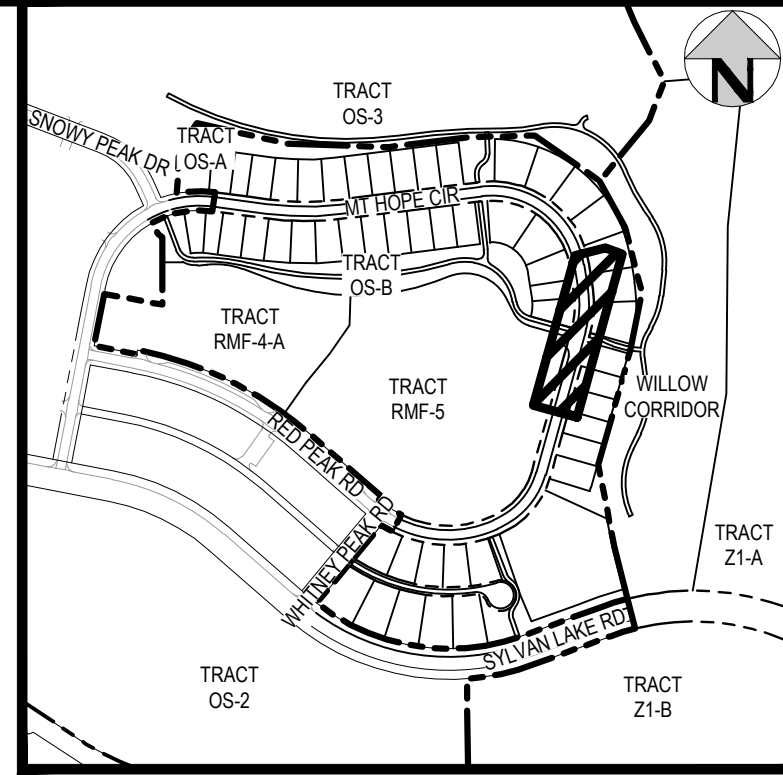 N
TRACT
OS-3
SNOWY PEAK DR
TRACT
OS-A
MT HOPE CIR
TRACT
OS-B
TRACT
RMF-4-A
TRACT
RMF-5
WILLOW
CORRIDOR
RED PEAK RD
WHITNEY PEAK RD
TRACT
Z1-A
SYLVAN LAKE RD.
TRACT
OS-2
TRACT
Z1-B